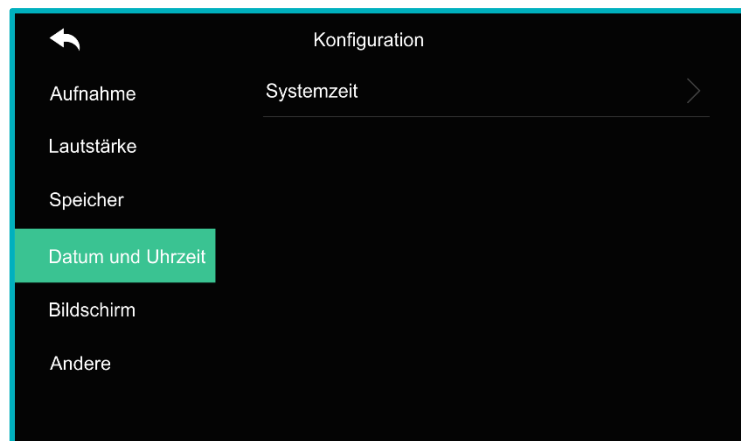 Konfiguration
Aufnahme
Systemzeit
Lautstärke
Speicher
Datum und Uhrzeit
Bildschirm
Andere